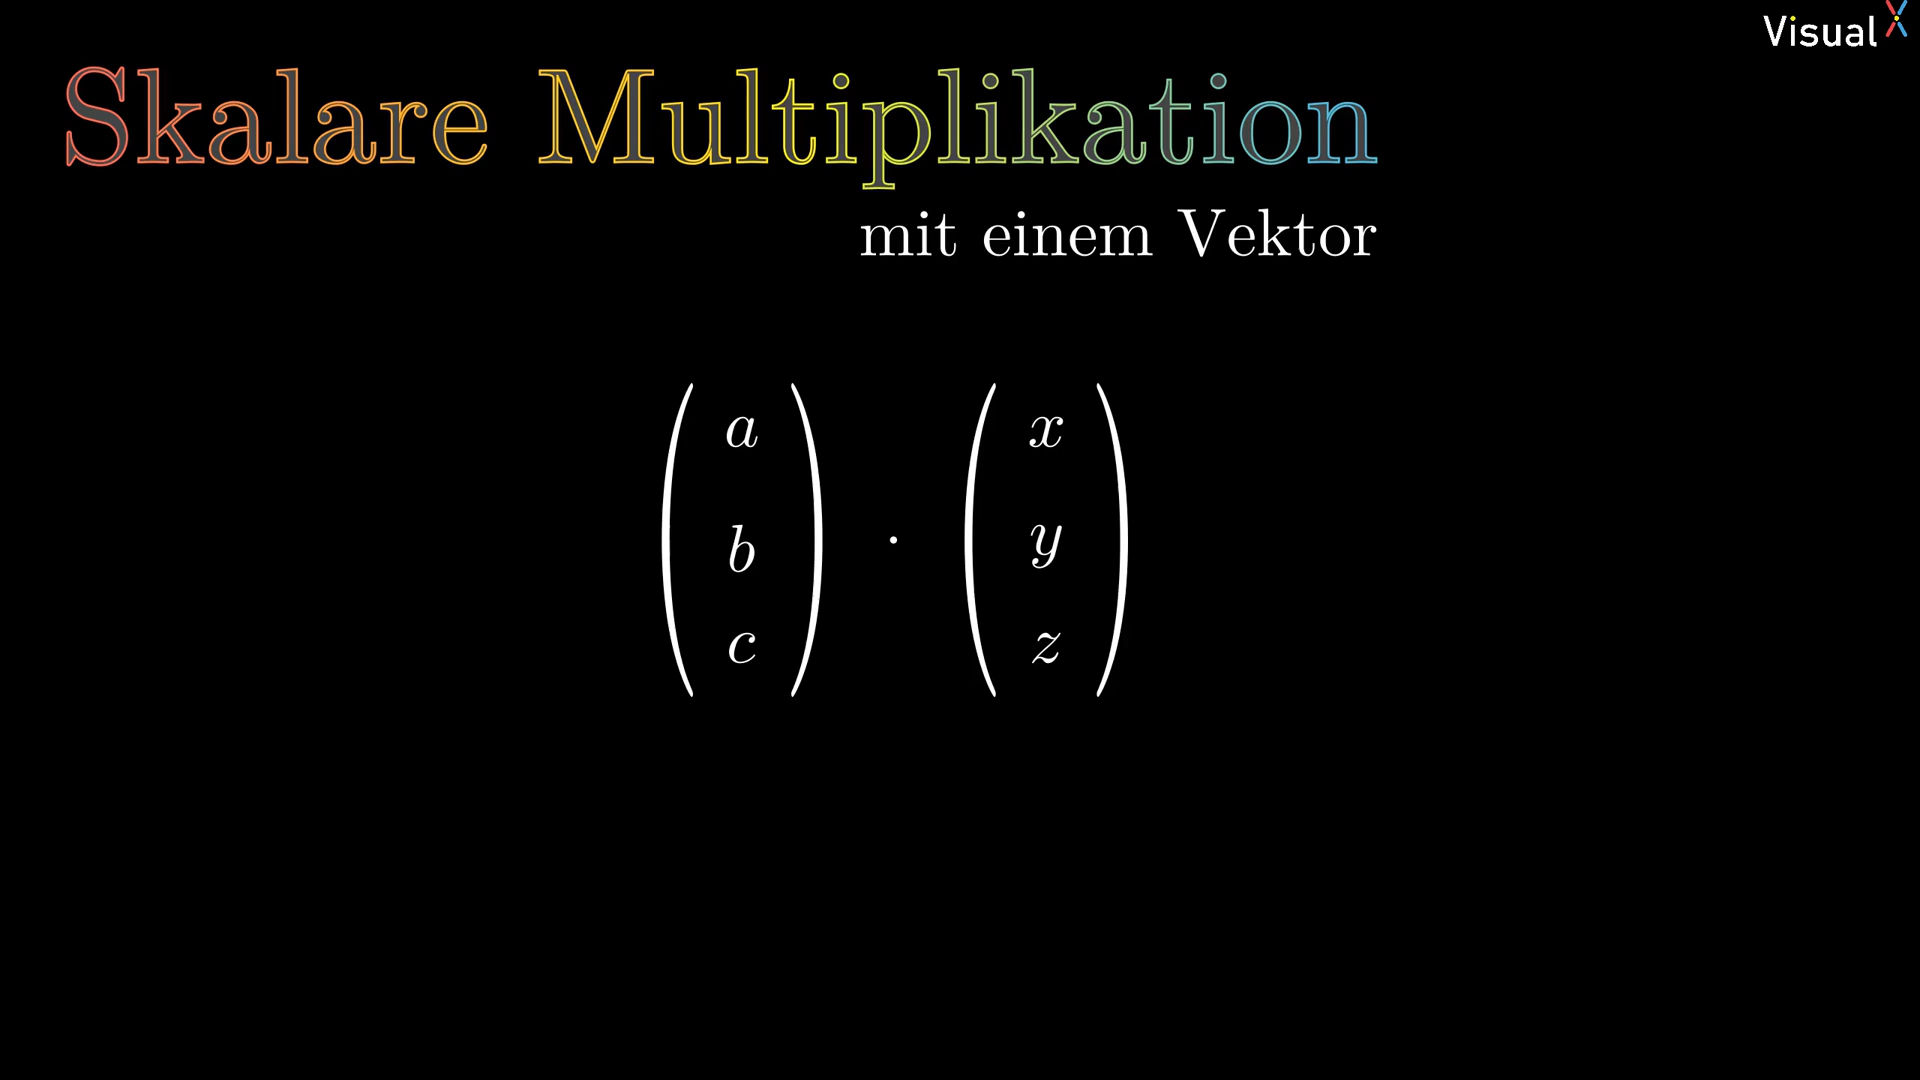 Visual X
Skalare Multiplikation
mit einem Vektor
a x
b · y
c z